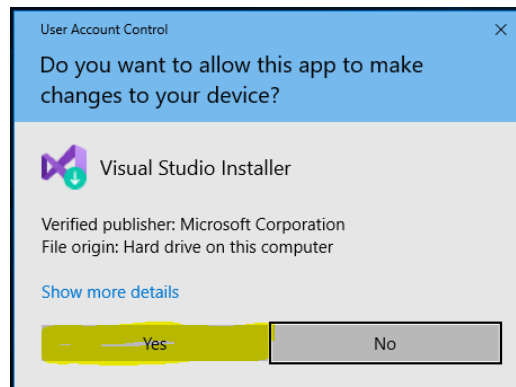 User Account Control
Do you want to allow this app to make
changes to your device?
Visual Studio Installer
Verified publisher: Microsoft Corporation
File origin: Hard drive on this computer
Show more details
Yes
No